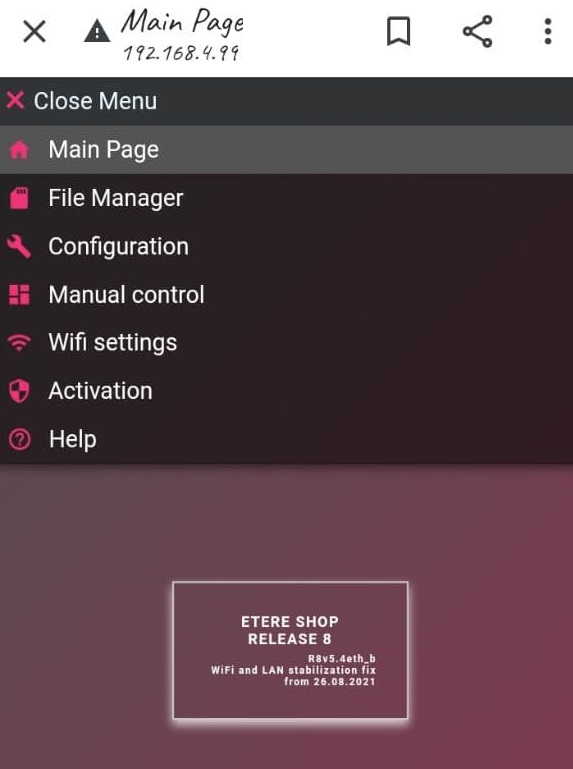 Main Page
192.168.4.99
Close Menu
Main Page
File Manager
Configuration
Manual control
Wifi settings
Activation
Help
ETERE SHOP
RELEASE 8
R8v5.4eth_b
WiFi and LAN stabilization fix
from 26.08.2021